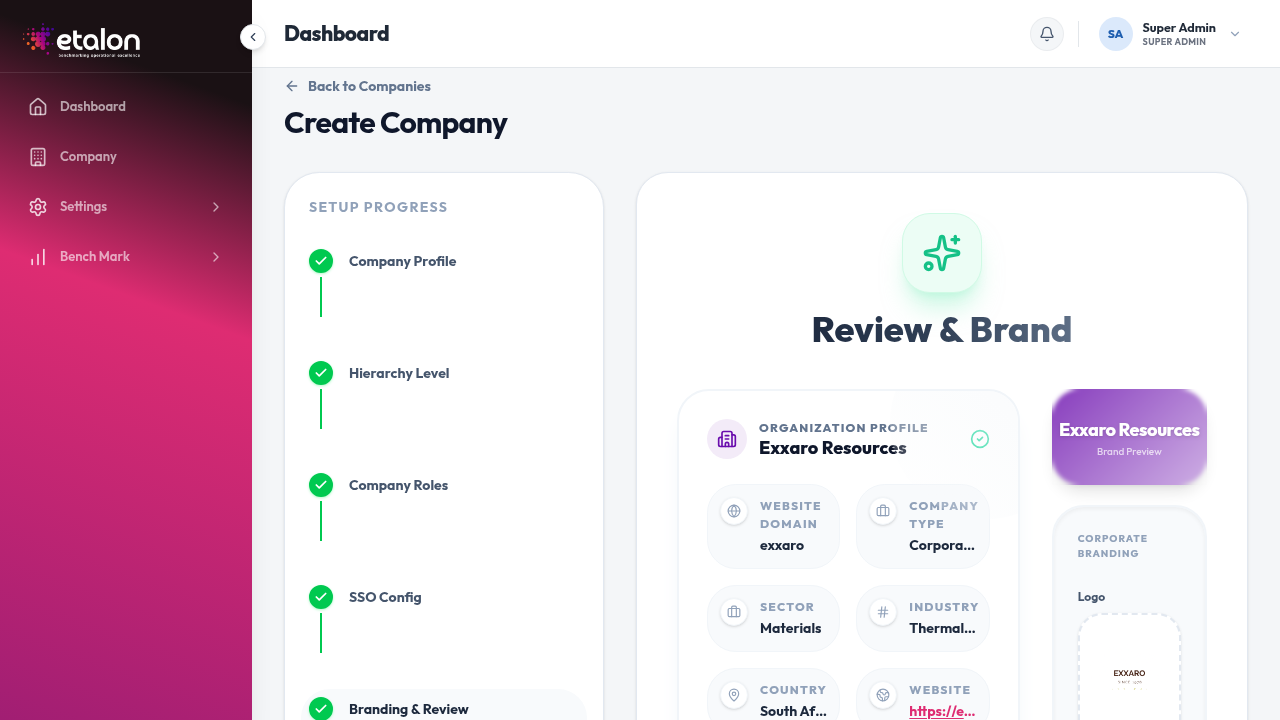 etalon
benchmarking operational excellence
Dashboard
SA
Super Admin
SUPER ADMIN
Dashboard
Company
Settings
Bench Mark
Back to Companies
Create Company
SETUP PROGRESS
Company Profile
Hierarchy Level
Company Roles
SSO Config
Branding & Review
Review & Brand
ORGANIZATION PROFILE
Exxaro Resources
WEBSITE
DOMAIN
exxaro
COMPANY
TYPE
Corpora...
SECTOR
Materials
INDUSTRY
Thermal...
COUNTRY
South Af...
WEBSITE
https://e...
Exxaro Resources
Brand Preview
CORPORATE
BRANDING
Logo
EXXARO